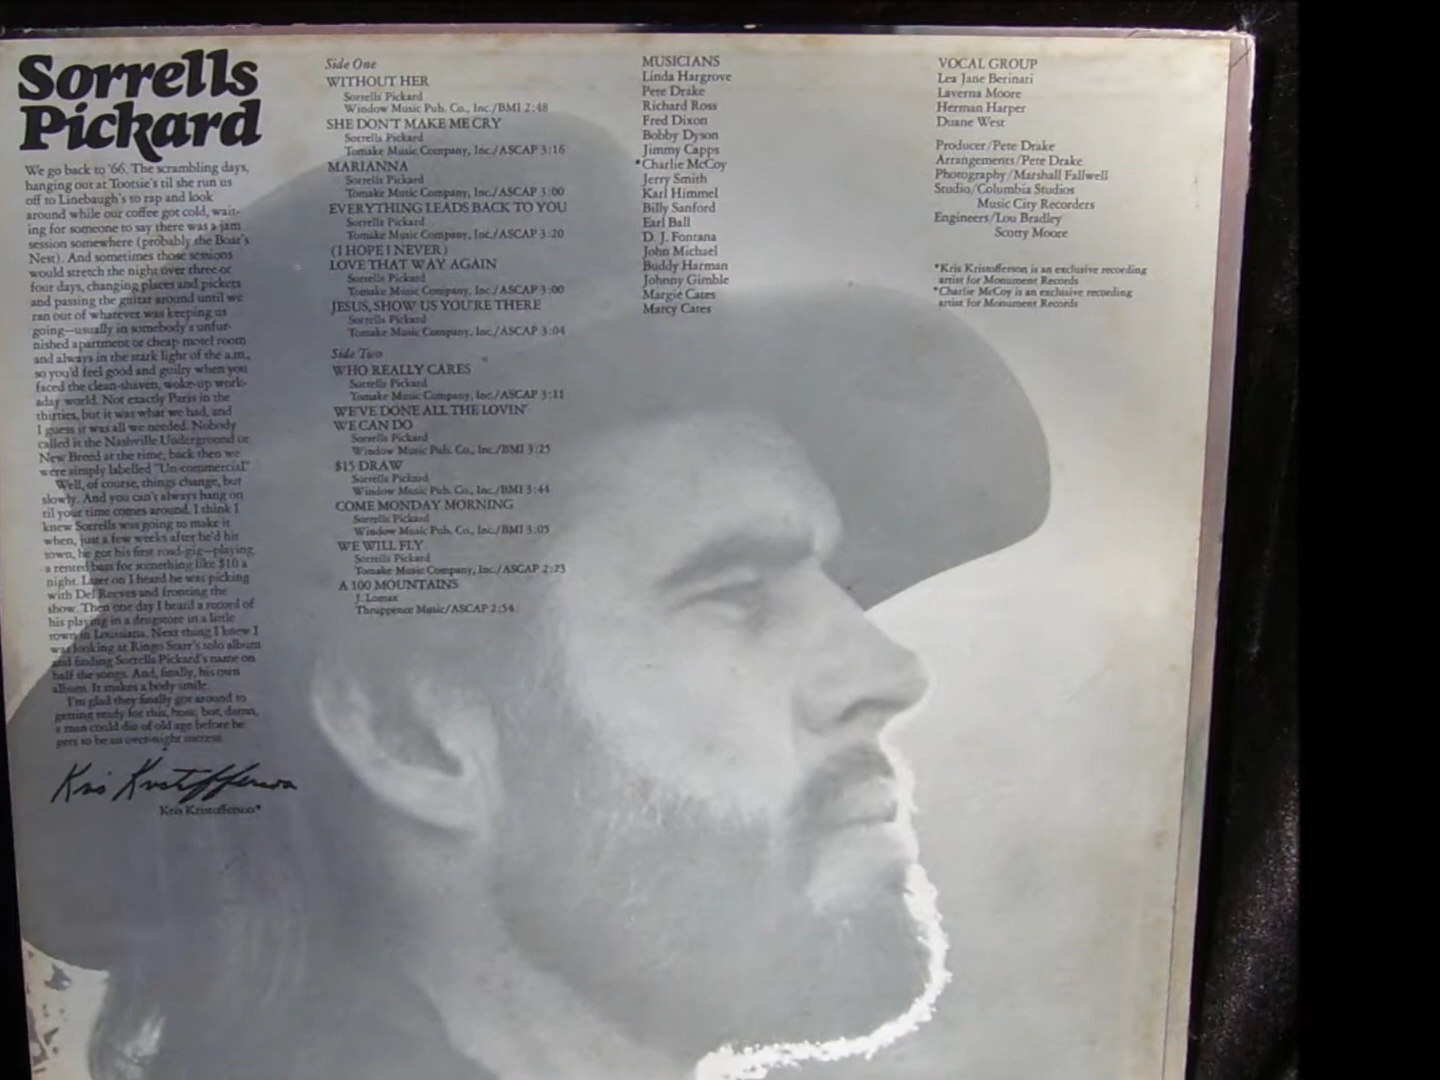 Sorrells
Pickard
We go back to '66. The scrambling days,
hanging out at Tootsie's til she run us
off to Linebaugh's to rap and look
around while our coffee got cold, wait-
ing for someone to say there was a jam
session somewhere (probably the Boar's
Nest). And sometimes those sessions
would stretch the night over three or
four days, changing places and pickers
and passing the guitar around until we
ran out of whatever was keeping us
going—usually in somebody's unfur-
nished apartment or cheap motel room
and always in the stark light of the a.m.,
so you'd feel good and guilty when you
faced the clean-shaven, woke-up work-
aday world. Not exactly Paris in the
thirties, but it was what we had, and
I guess it was all we needed. Nobody
called it the Nashville Underground or
New Breed at the time; back then we
were simply labelled "Un-commercial."
Well, of course, things change, but
slowly. And you can't always hang on
til your time comes around. I think I
knew Sorrells was going to make it
when, just a few weeks after he'd hit
town, he got his first road-gig—playing
a rented bass for something like $10 a
night. Later on I heard he was picking
with Del Reeves and fronting the
show. Then one day I heard a record of
his playing in a drugstore in a little
town in Louisiana. Next thing I knew I
was looking at Ringo Starr's solo album
and finding Sorrells Pickard's name on
half the songs. And, finally, his own
album. It makes a body smile.
I'm glad they finally got around to
getting ready for this, hoss; but, damn,
a man could die of old age before he
gets to be an over-night success.
Kris Kristofferson
Kris Kristofferson*
Side One
WITHOUT HER
Sorrells Pickard
Window Music Pub. Co., Inc./BMI 2:48
SHE DON'T MAKE ME CRY
Sorrells Pickard
Tomake Music Company, Inc./ASCAP 3:16
MARIANNA
Sorrells Pickard
Tomake Music Company, Inc./ASCAP 3:00
EVERYTHING LEADS BACK TO YOU
Sorrells Pickard
Tomake Music Company, Inc./ASCAP 3:20
(I HOPE I NEVER)
LOVE THAT WAY AGAIN
Sorrells Pickard
Tomake Music Company, Inc./ASCAP 3:00
JESUS, SHOW US YOU'RE THERE
Sorrells Pickard
Tomake Music Company, Inc./ASCAP 3:04
Side Two
WHO REALLY CARES
Sorrells Pickard
Tomake Music Company, Inc./ASCAP 3:11
WE'VE DONE ALL THE LOVIN'
WE CAN DO
Sorrells Pickard
Window Music Pub. Co., Inc./BMI 3:25
$15 DRAW
Sorrells Pickard
Window Music Pub. Co., Inc./BMI 3:44
COME MONDAY MORNING
Sorrells Pickard
Window Music Pub. Co., Inc./BMI 3:05
WE WILL FLY
Sorrells Pickard
Tomake Music Company, Inc./ASCAP 2:23
A 100 MOUNTAINS
J. Lomax
Thruppence Music/ASCAP 2:54
MUSICIANS
Linda Hargrove
Pete Drake
Richard Ross
Fred Dixon
Bobby Dyson
Jimmy Capps
*Charlie McCoy
Jerry Smith
Karl Himmel
Billy Sanford
Earl Ball
D. J. Fontana
John Michael
Buddy Harman
Johnny Gimble
Margie Cates
Marcy Cates
VOCAL GROUP
Lea Jane Berinati
Laverna Moore
Herman Harper
Duane West
Producer/Pete Drake
Arrangements/Pete Drake
Photography/Marshall Fallwell
Studio/Columbia Studios
Music City Recorders
Engineers/Lou Bradley
Scotty Moore
*Kris Kristofferson is an exclusive recording
artist for Monument Records
*Charlie McCoy is an exclusive recording
artist for Monument Records